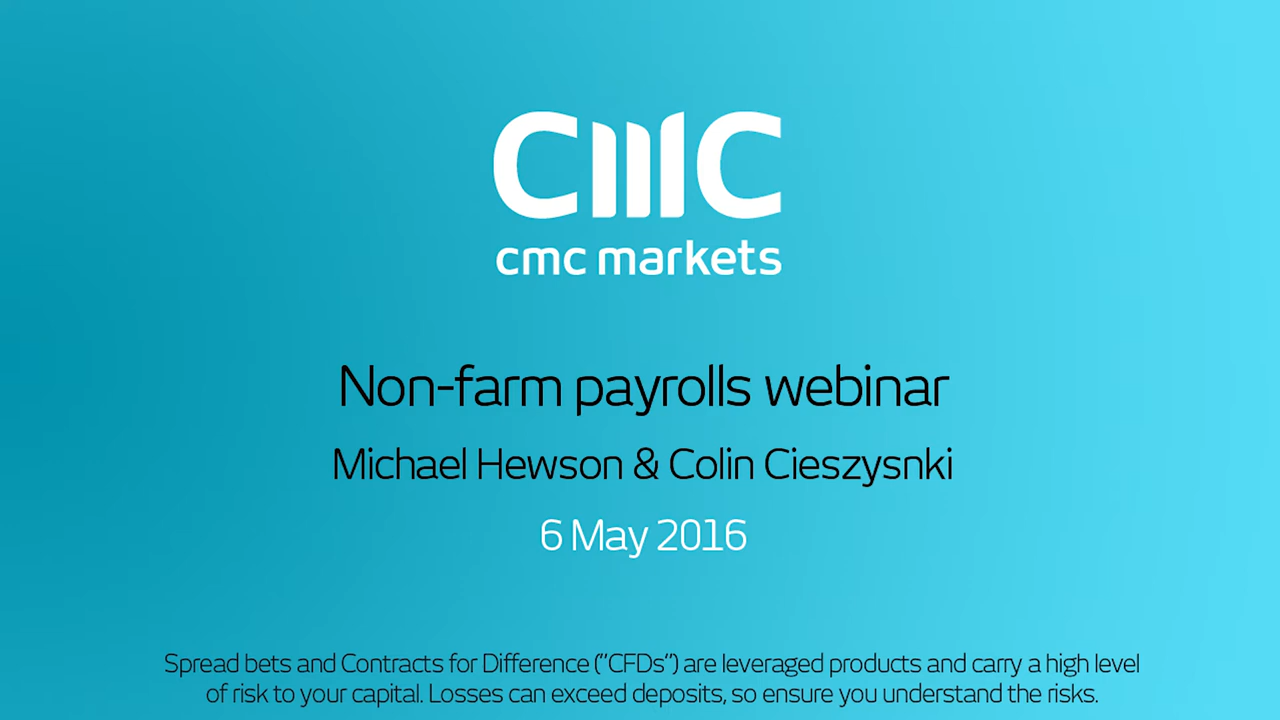 CMC
cmc markets
Non-farm payrolls webinar
Michael Hewson & Colin Cieszysnki
6 May 2016
Spread bets and Contracts for Difference (“CFDs”) are leveraged products and carry a high level
of risk to your capital. Losses can exceed deposits, so ensure you understand the risks.